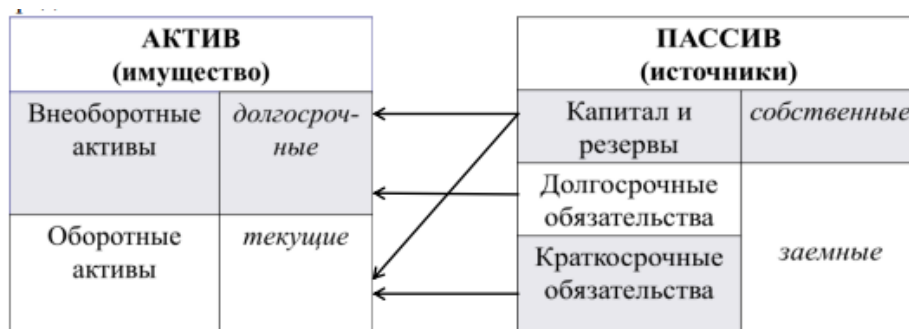 АКТИВ
(имущество)
Внеоборотные
активы
долгосроч-
ные
Оборотные
активы
текущие
ПАССИВ
(источники)
Капитал и
резервы
собственные
Долгосрочные
обязательства
Краткосрочные
обязательства
заемные